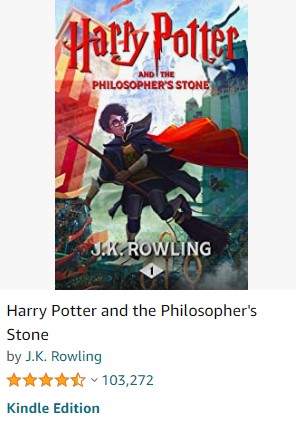 Harry Potter
AND THE
PHILOSOPHER'S STONE
J.K. ROWLING
1
Harry Potter and the Philosopher's
Stone
by J.K. Rowling
103,272
Kindle Edition